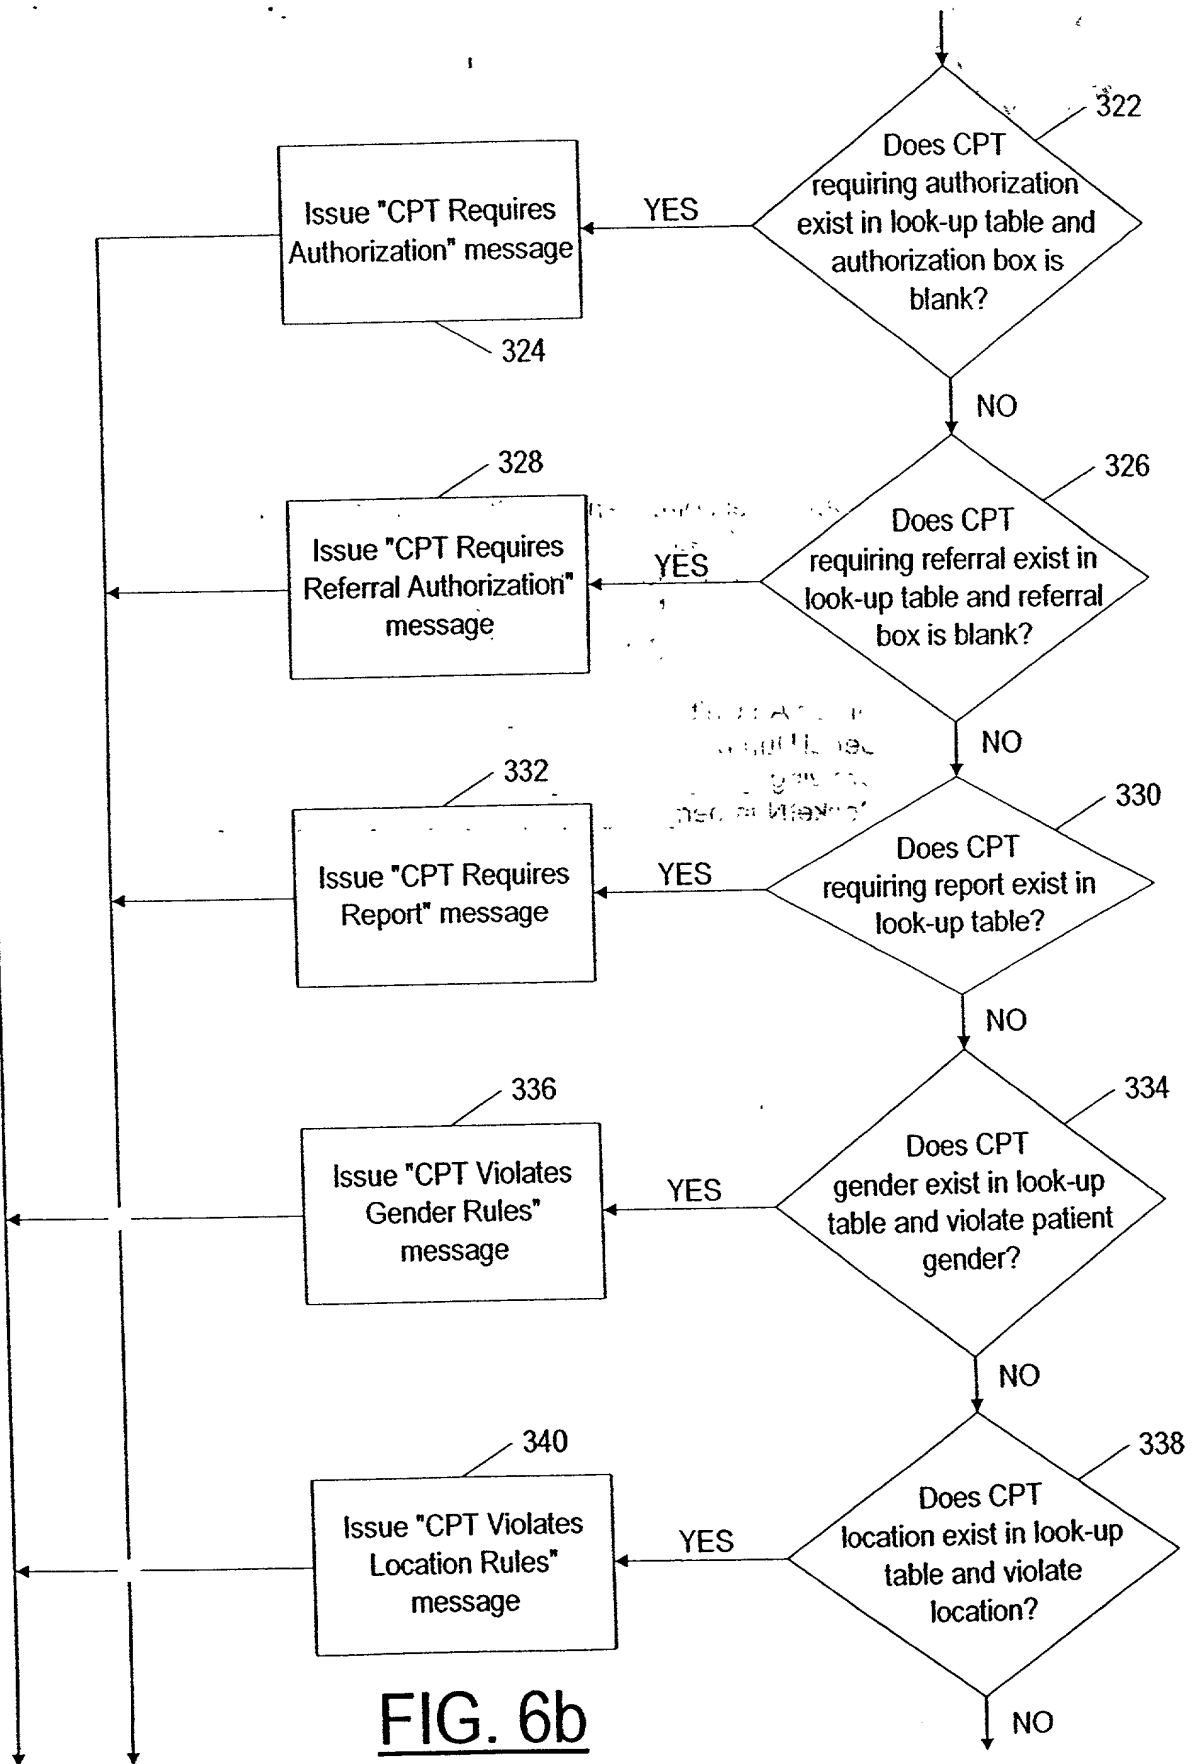 322
Does CPT
requiring authorization
exist in look-up table and
authorization box is
blank?
YES
Issue "CPT Requires
Authorization" message
324
NO
326
Does CPT
requiring referral exist in
look-up table and referral
box is blank?
YES
328
Issue "CPT Requires
Referral Authorization"
message
NO
330
Does CPT
requiring report exist in
look-up table?
YES
332
Issue "CPT Requires
Report" message
NO
334
Does CPT
gender exist in look-up
table and violate patient
gender?
YES
336
Issue "CPT Violates
Gender Rules"
message
NO
338
Does CPT
location exist in look-up
table and violate
location?
YES
340
Issue "CPT Violates
Location Rules"
message
NO
FIG. 6b